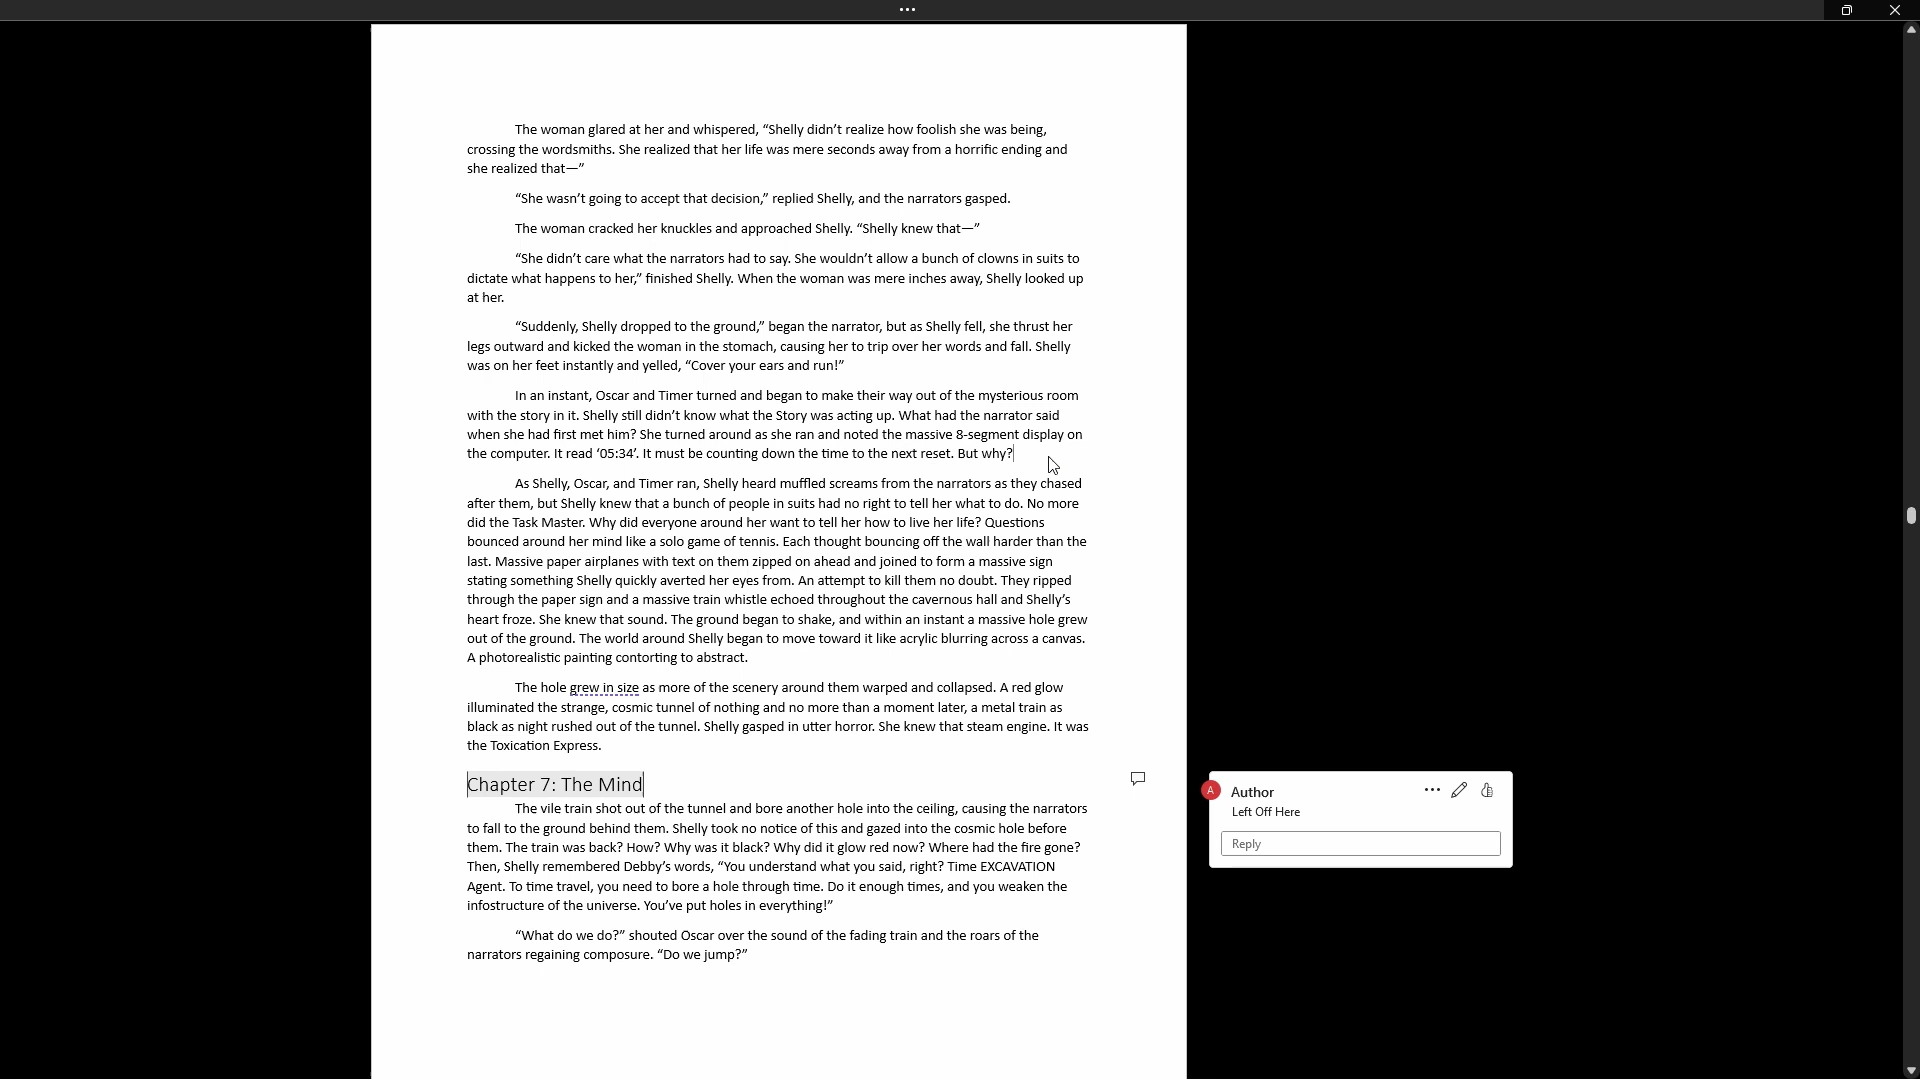 The woman glared at her and whispered, “Shelly didn’t realize how foolish she was being,
crossing the wordsmiths. She realized that her life was mere seconds away from a horrific ending and
she realized that—”
“She wasn’t going to accept that decision,” replied Shelly, and the narrators gasped.
The woman cracked her knuckles and approached Shelly. “Shelly knew that—”
“She didn’t care what the narrators had to say. She wouldn’t allow a bunch of clowns in suits to
dictate what happens to her,” finished Shelly. When the woman was mere inches away, Shelly looked up
at her.
“Suddenly, Shelly dropped to the ground,” began the narrator, but as Shelly fell, she thrust her
legs outward and kicked the woman in the stomach, causing her to trip over her words and fall. Shelly
was on her feet instantly and yelled, “Cover your ears and run!”
In an instant, Oscar and Timer turned and began to make their way out of the mysterious room
with the story in it. Shelly still didn’t know what the Story was acting up. What had the narrator said
when she had first met him? She turned around as she ran and noted the massive 8-segment display on
the computer. It read ‘05:34’. It must be counting down the time to the next reset. But why?
As Shelly, Oscar, and Timer ran, Shelly heard muffled screams from the narrators as they chased
after them, but Shelly knew that a bunch of people in suits had no right to tell her what to do. No more
did the Task Master. Why did everyone around her want to tell her how to live her life? Questions
bounced around her mind like a solo game of tennis. Each thought bouncing off the wall harder than the
last. Massive paper airplanes with text on them zipped on ahead and joined to form a massive sign
stating something Shelly quickly averted her eyes from. An attempt to kill them no doubt. They ripped
through the paper sign and a massive train whistle echoed throughout the cavernous hall and Shelly’s
heart froze. She knew that sound. The ground began to shake, and within an instant a massive hole grew
out of the ground. The world around Shelly began to move toward it like acrylic blurring across a canvas.
A photorealistic painting contorting to abstract.
The hole grew in size as more of the scenery around them warped and collapsed. A red glow
illuminated the strange, cosmic tunnel of nothing and no more than a moment later, a metal train as
black as night rushed out of the tunnel. Shelly gasped in utter horror. She knew that steam engine. It was
the Toxication Express.
Chapter 7: The Mind
The vile train shot out of the tunnel and bore another hole into the ceiling, causing the narrators
to fall to the ground behind them. Shelly took no notice of this and gazed into the cosmic hole before
them. The train was back? How? Why was it black? Why did it glow red now? Where had the fire gone?
Then, Shelly remembered Debby’s words, “You understand what you said, right? Time EXCAVATION
Agent. To time travel, you need to bore a hole through time. Do it enough times, and you weaken the
infostructure of the universe. You’ve put holes in everything!”
“What do we do?” shouted Oscar over the sound of the fading train and the roars of the
narrators regaining composure. “Do we jump?”
A
Author
Left Off Here
Reply